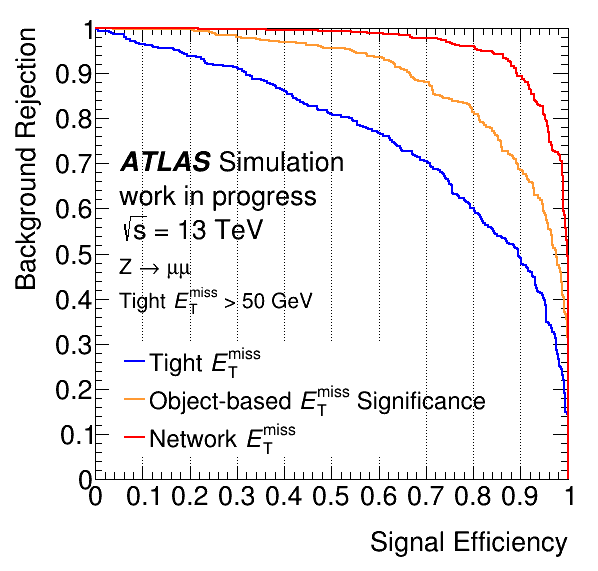 Background Rejection
1
0.9
0.8
0.7
0.6
0.5
0.4
0.3
0.2
0.1
0
ATLAS Simulation
work in progress
√s = 13 TeV
Z → μμ
Tight E_T^miss > 50 GeV
Tight E_T^miss
Object-based E_T^miss Significance
Network E_T^miss
0 0.1 0.2 0.3 0.4 0.5 0.6 0.7 0.8 0.9 1
Signal Efficiency